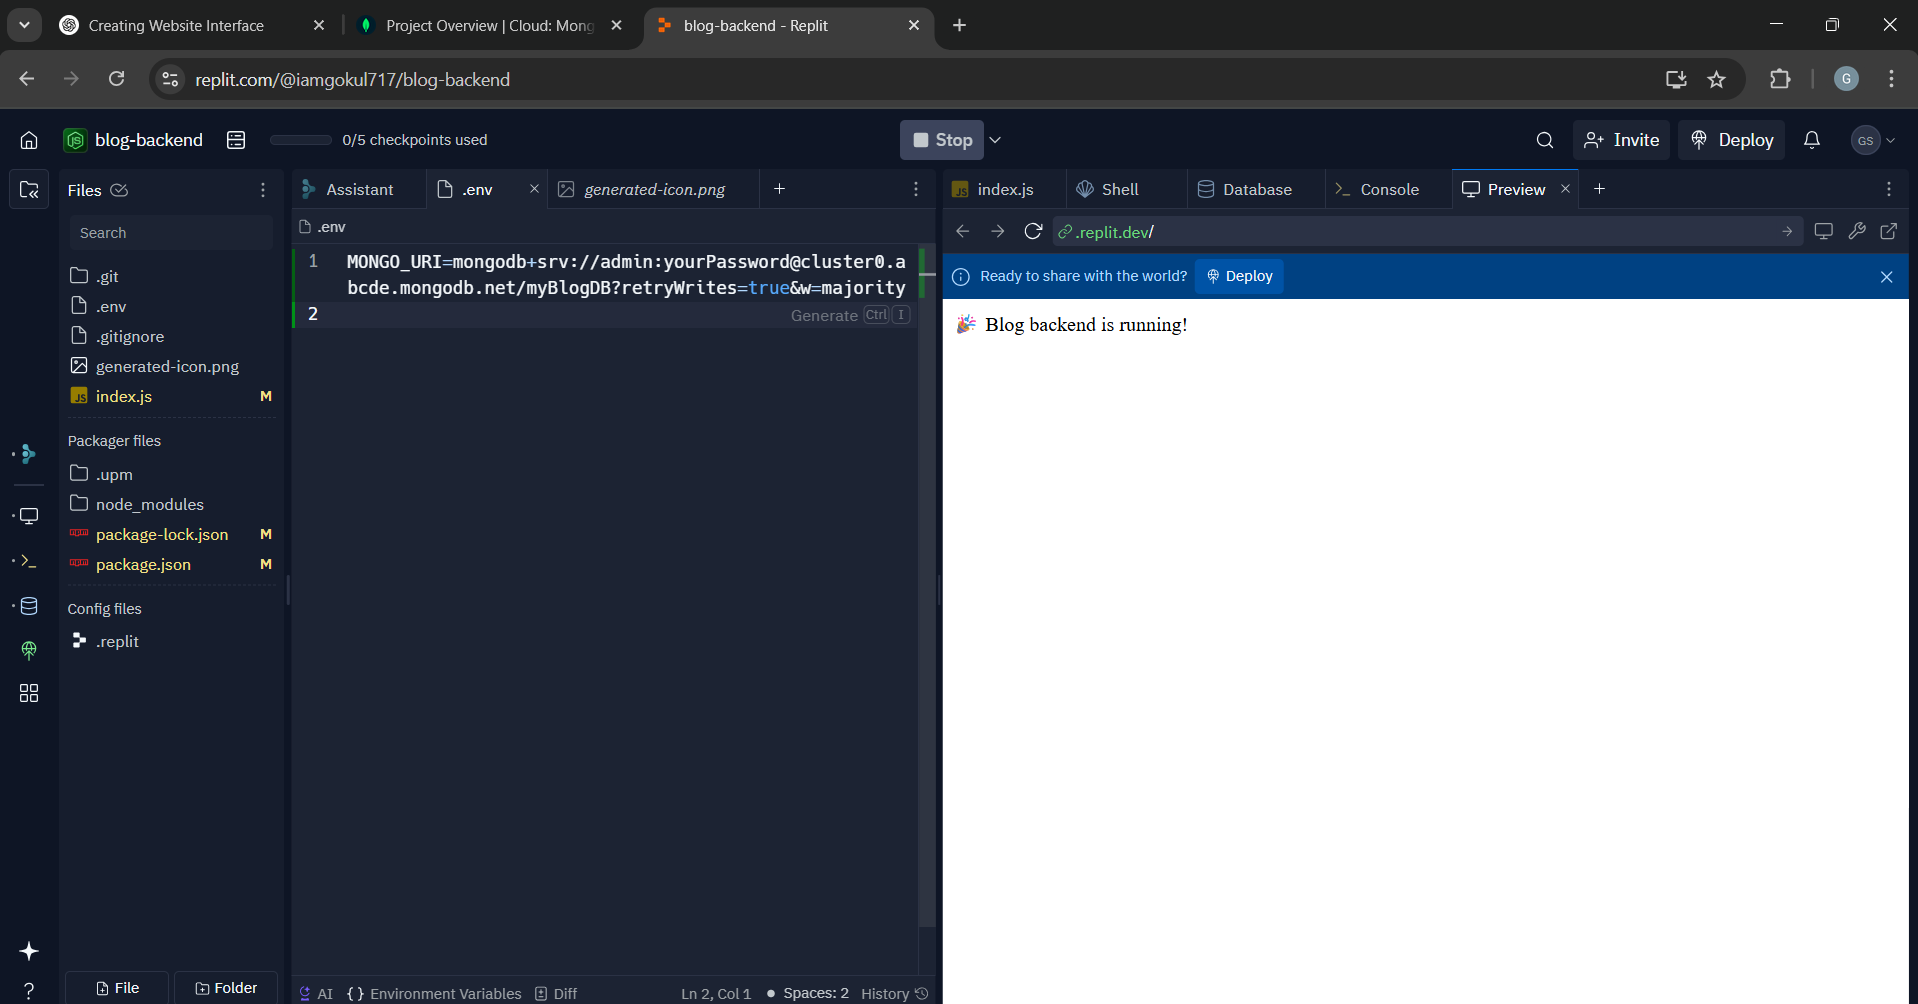 Creating Website Interface
Project Overview | Cloud: Mong
blog-backend - Replit
replit.com/@iamgokul717/blog-backend
G
blog-backend
0/5 checkpoints used
Stop
Invite
Deploy
GS
Files
Search
.git
.env
.gitignore
generated-icon.png
JS index.js M
Packager files
.upm
node_modules
npm package-lock.json M
npm package.json M
Config files
.replit
File
Folder
Assistant
.env
generated-icon.png
.env
1 MONGO_URI=mongodb+srv://admin:yourPassword@cluster0.a
bcde.mongodb.net/myBlogDB?retryWrites=true&w=majority
2
Generate Ctrl I
AI
{} Environment Variables
Diff
Ln 2, Col 1
Spaces: 2
History
JS index.js
Shell
Database
Console
Preview
.replit.dev/
Ready to share with the world?
Deploy
🎉 Blog backend is running!